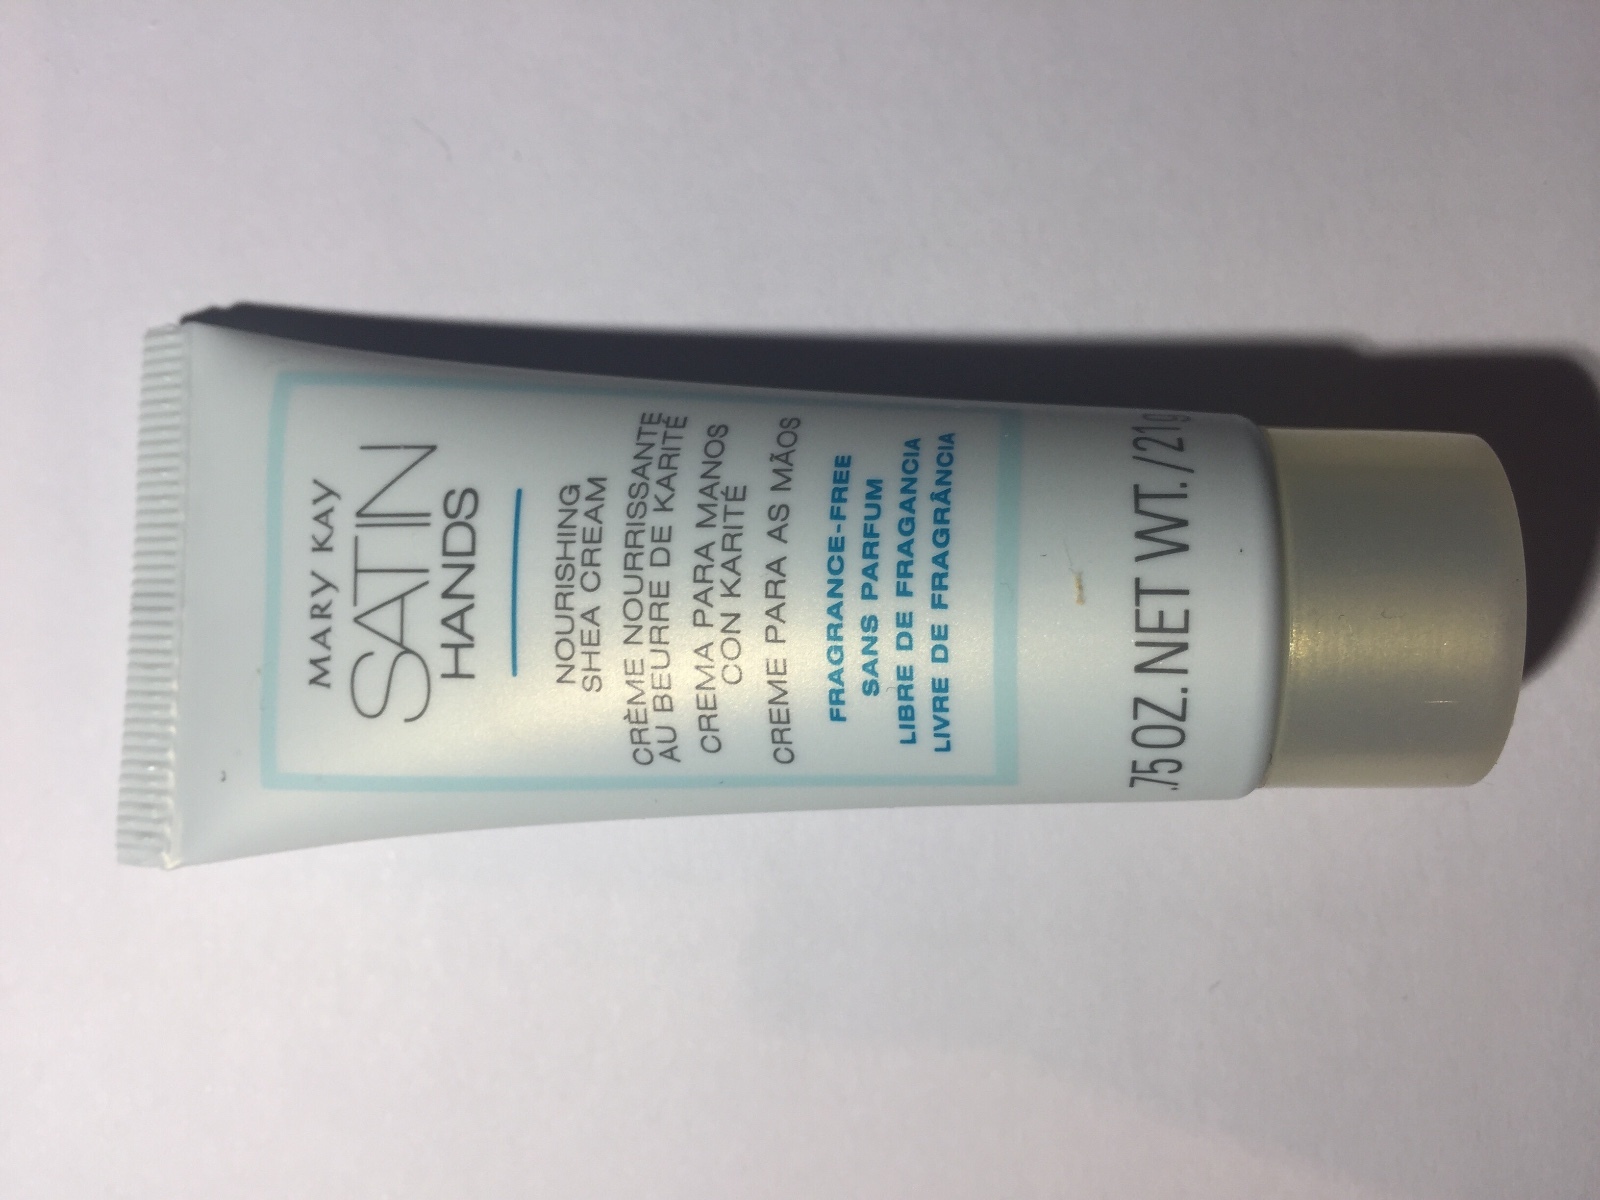 MARY KAY
SATIN
HANDS
NOURISHING
SHEA CREAM
CRÈME NOURRISSANTE
AU BEURRE DE KARITÉ
CREMA PARA MANOS
CON KARITÉ
CREME PARA AS MÃOS
FRAGRANCE-FREE
SANS PARFUM
LIBRE DE FRAGANCIA
LIVRE DE FRAGRÂNCIA
.75 OZ. NET WT. / 21 g